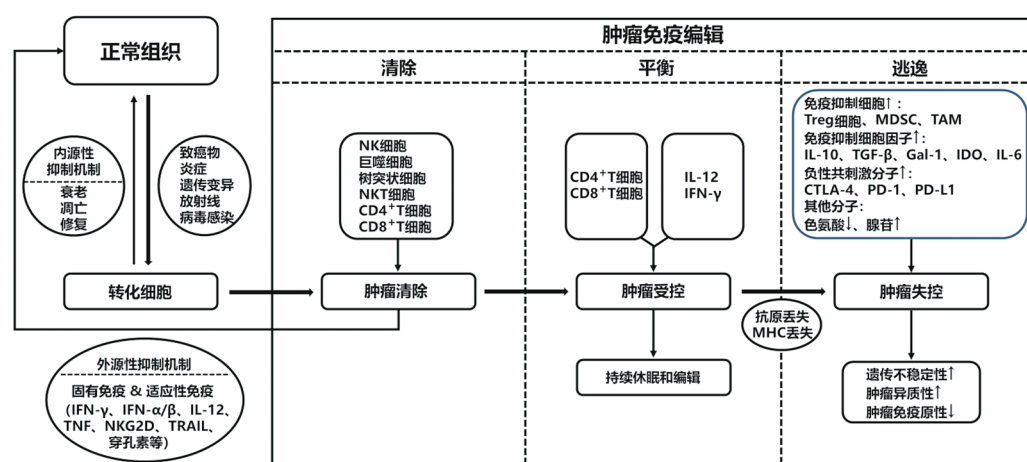 正常组织
内源性
抑制机制
衰老
凋亡
修复
致癌物
炎症
遗传变异
放射线
病毒感染
转化细胞
外源性抑制机制
固有免疫 & 适应性免疫
（IFN-γ、IFN-α/β、IL-12、
TNF、NKG2D、TRAIL、
穿孔素等）
肿瘤免疫编辑
清除
平衡
逃逸
NK细胞
巨噬细胞
树突状细胞
NKT细胞
CD4⁺T细胞
CD8⁺T细胞
肿瘤清除
CD4⁺T细胞
CD8⁺T细胞
IL-12
IFN-γ
肿瘤受控
持续休眠和编辑
抗原丢失
MHC丢失
免疫抑制细胞↑：
Treg细胞、MDSC、TAM
免疫抑制细胞因子↑:
IL-10、TGF-β、Gal-1、IDO、IL-6
负性共刺激分子↑：
CTLA-4、PD-1、PD-L1
其他分子:
色氨酸↓、腺苷↑
肿瘤失控
遗传不稳定性↑
肿瘤异质性↑
肿瘤免疫原性↓